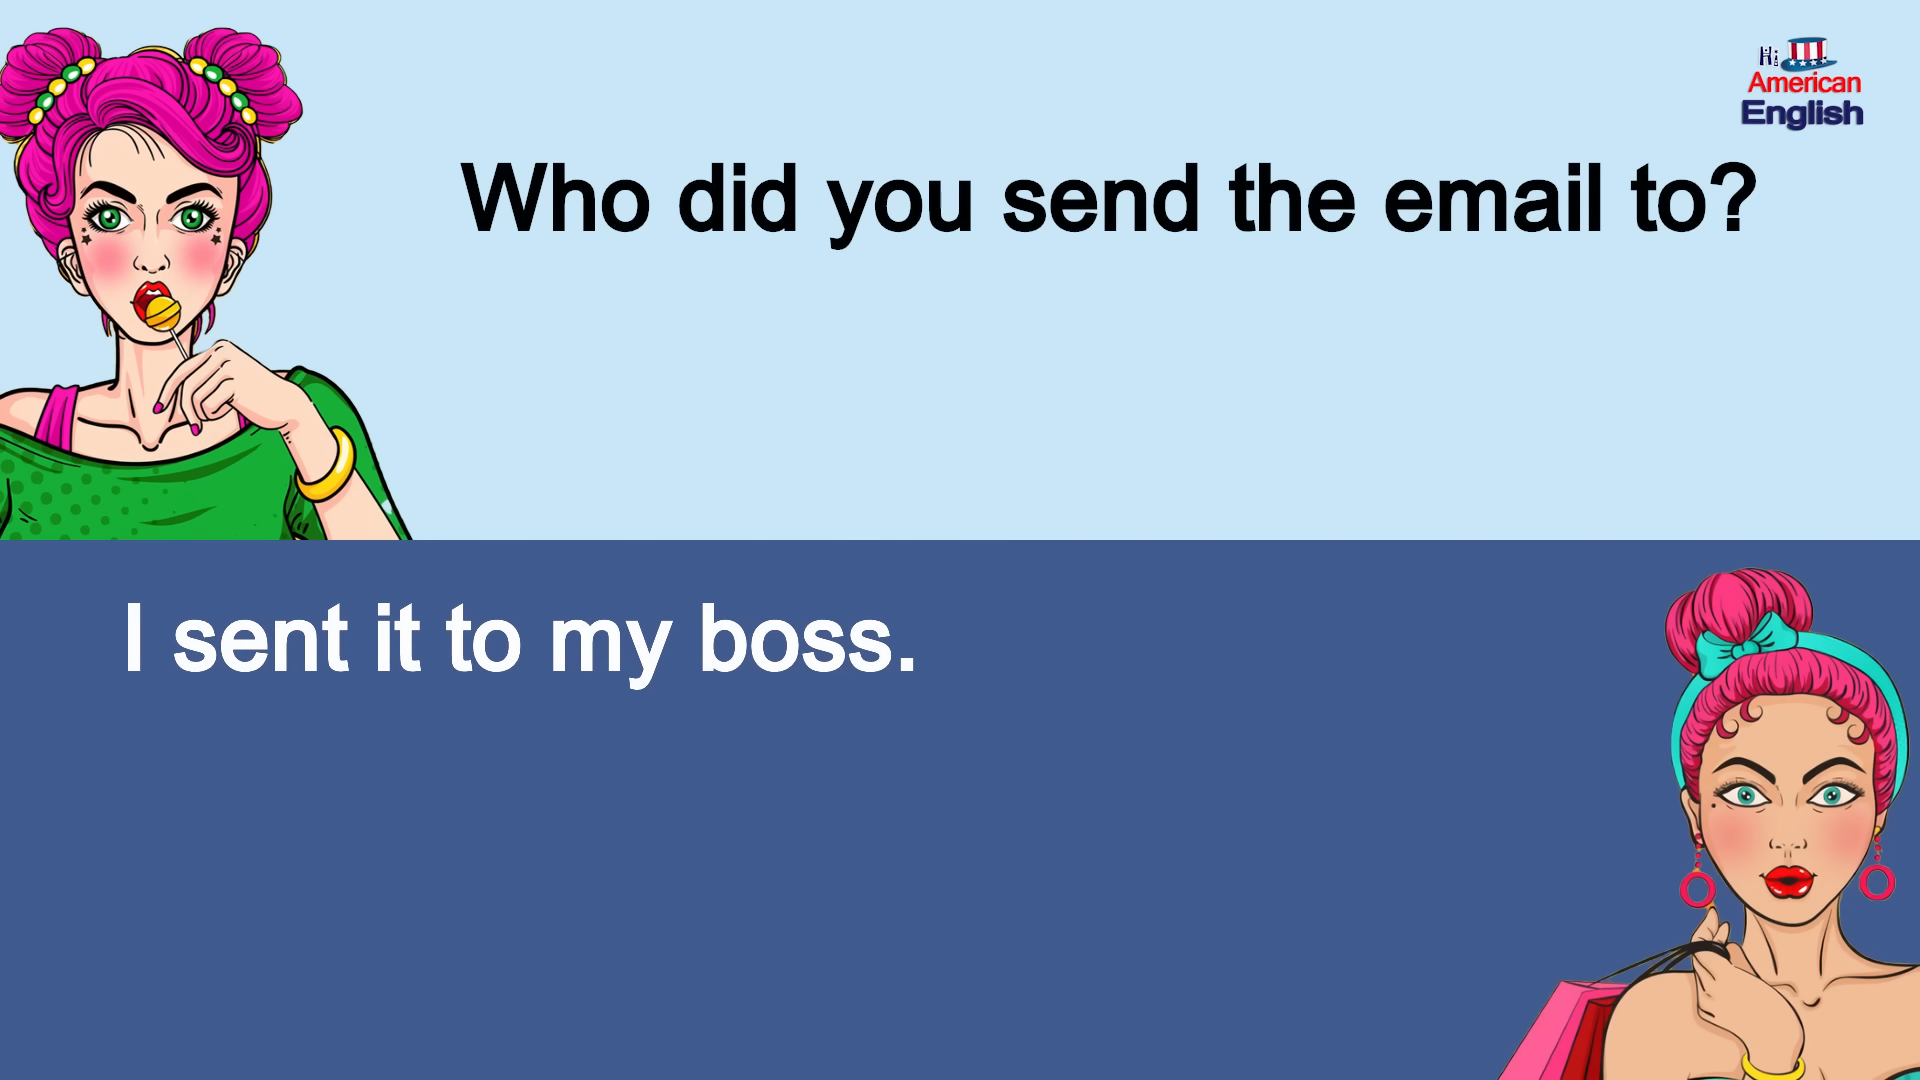 Hi
American
English
Who did you send the email to?
I sent it to my boss.